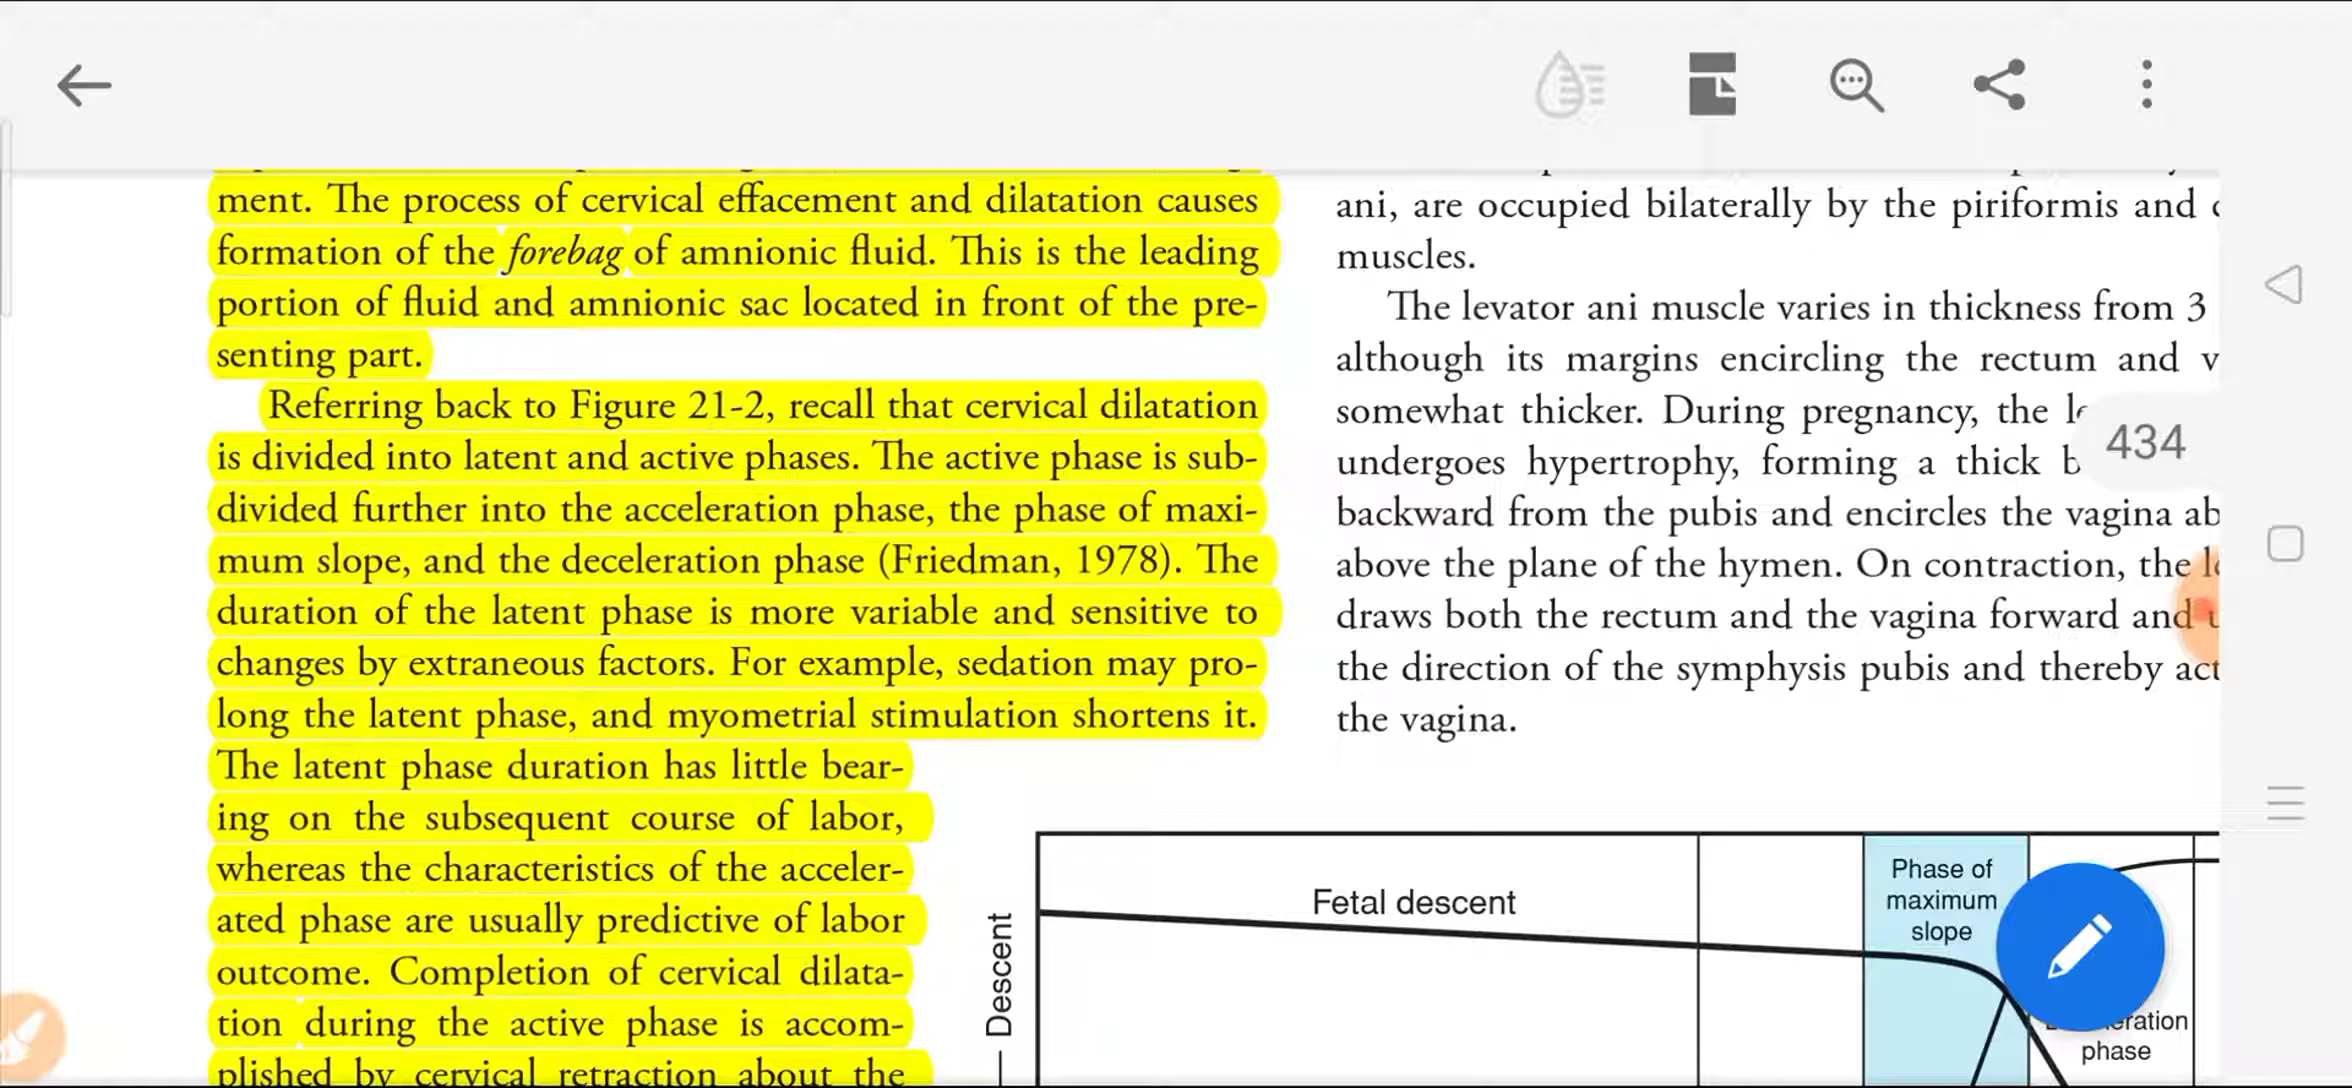 ment. The process of cervical effacement and dilatation causes
formation of the forebag of amnionic fluid. This is the leading
portion of fluid and amnionic sac located in front of the pre-
senting part.
Referring back to Figure 21-2, recall that cervical dilatation
is divided into latent and active phases. The active phase is sub-
divided further into the acceleration phase, the phase of maxi-
mum slope, and the deceleration phase (Friedman, 1978). The
duration of the latent phase is more variable and sensitive to
changes by extraneous factors. For example, sedation may pro-
long the latent phase, and myometrial stimulation shortens it.
The latent phase duration has little bear-
ing on the subsequent course of labor,
whereas the characteristics of the acceler-
ated phase are usually predictive of labor
outcome. Completion of cervical dilata-
tion during the active phase is accom-
plished by cervical retraction about the
ani, are occupied bilaterally by the piriformis and
muscles.
The levator ani muscle varies in thickness from 3
although its margins encircling the rectum and v
somewhat thicker. During pregnancy, the
undergoes hypertrophy, forming a thick b
backward from the pubis and encircles the vagina ab
above the plane of the hymen. On contraction, the
draws both the rectum and the vagina forward and
the direction of the symphysis pubis and thereby act
the vagina.
434
Descent
Fetal descent
Phase of
maximum
slope
eration
phase